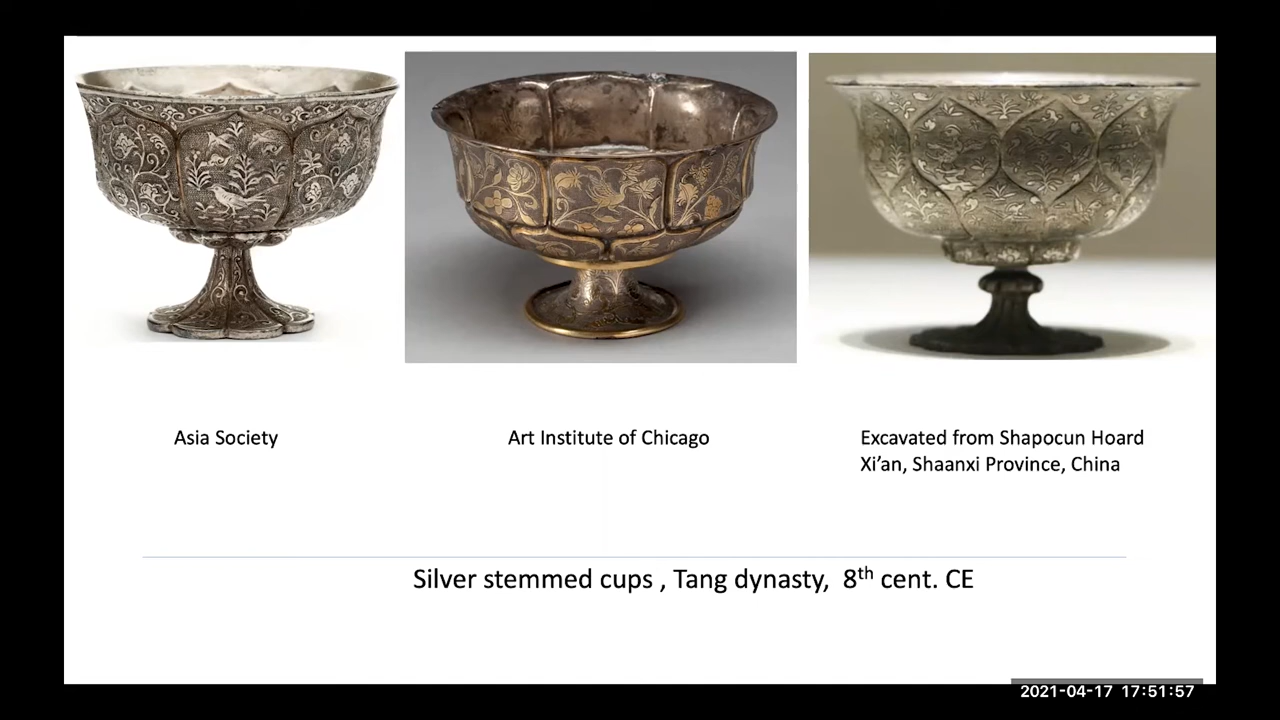 Asia Society
Art Institute of Chicago
Excavated from Shapocun Hoard
Xi’an, Shaanxi Province, China
Silver stemmed cups , Tang dynasty,  8th cent. CE
2021-04-17 17:51:57